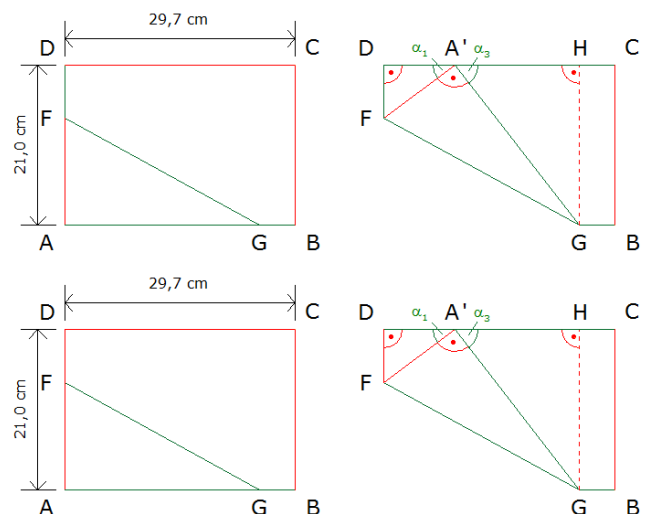 29,7 cm
D C D A' H C
α1 α3
F F
21,0 cm
A G B G B
29,7 cm
D C D A' H C
α1 α3
F F
21,0 cm
A G B G B